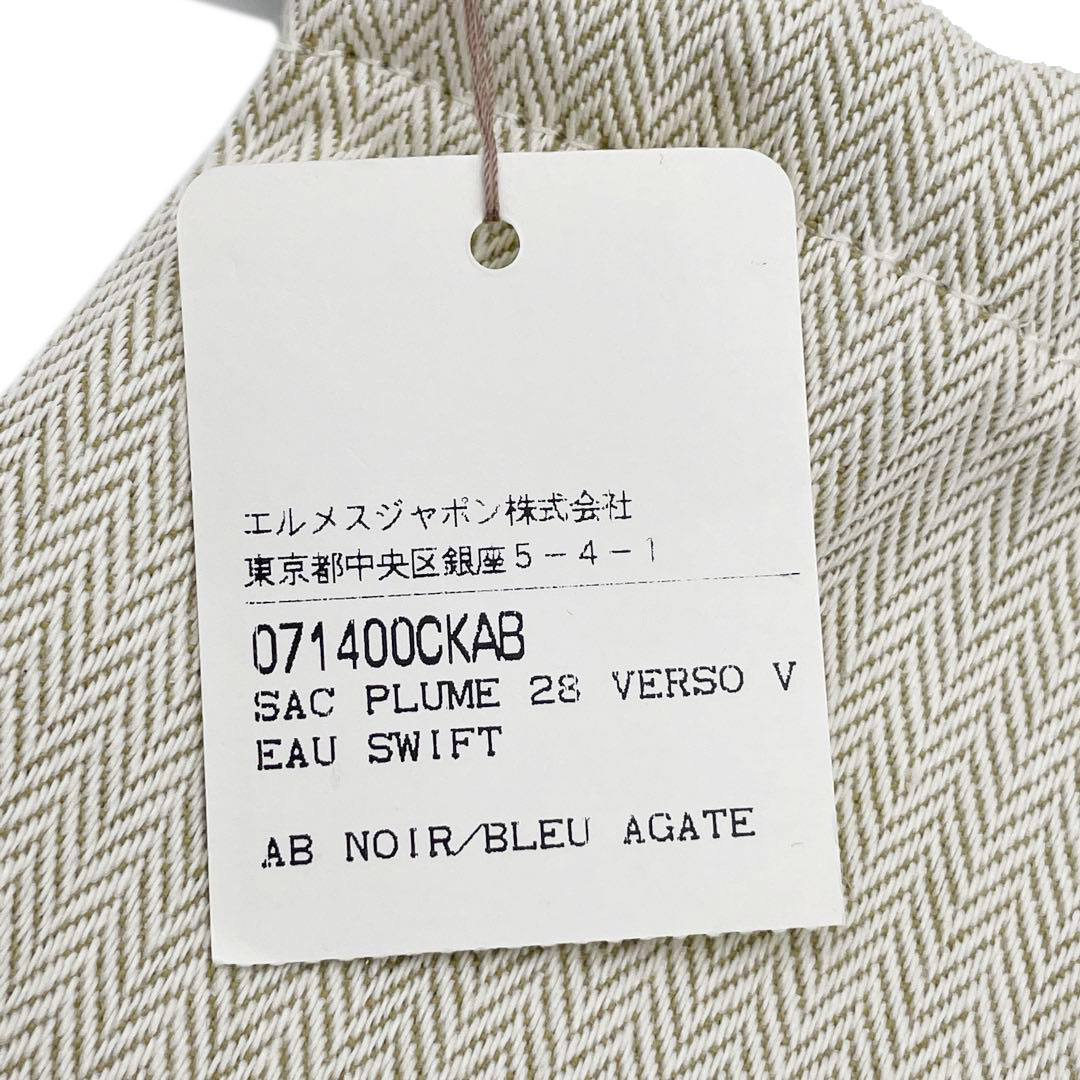 エルメスジャポン株式会社
東京都中央区銀座5-4-1
071400CKAB
SAC PLUME 28 VERSO V
EAU SWIFT
AB NOIR/BLEU AGATE